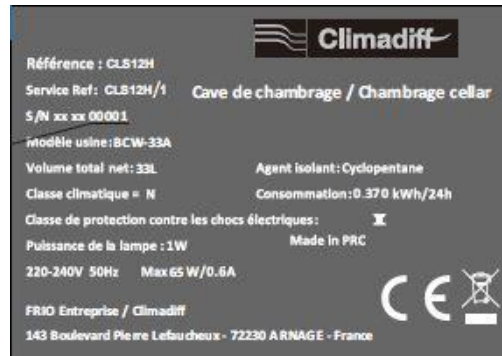 Climadiff
Référence : CLS12H
Service Ref: CLS12H/1 Cave de chambrage / Chambrage cellar
S/N xx xx 00001
Modèle usine:BCW-33A
Volume total net:33L Agent isolant:Cyclopentane
Classe climatique = N Consommation:0.370 kWh/24h
Classe de protection contre les chocs électriques: I
Puissance de la lampe :1W Made in PRC
220-240V 50Hz Max 65 W/0.6A
CE
FRIO Entreprise / Climadiff
143 Boulevard Pierre Lefaucheux - 72230 ARNAGE - France